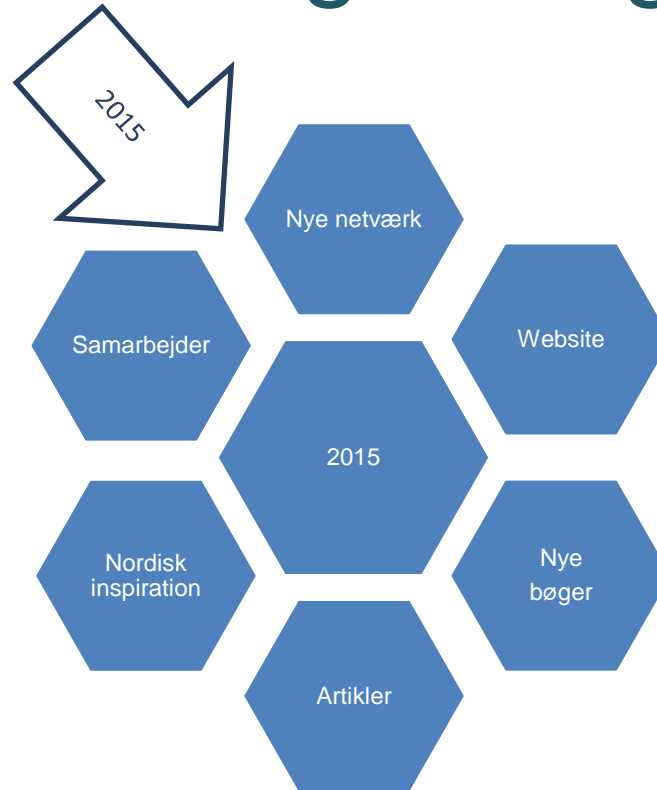 2015
Nye netværk
Samarbejder
Website
2015
Nordisk
inspiration
Nye
bøger
Artikler